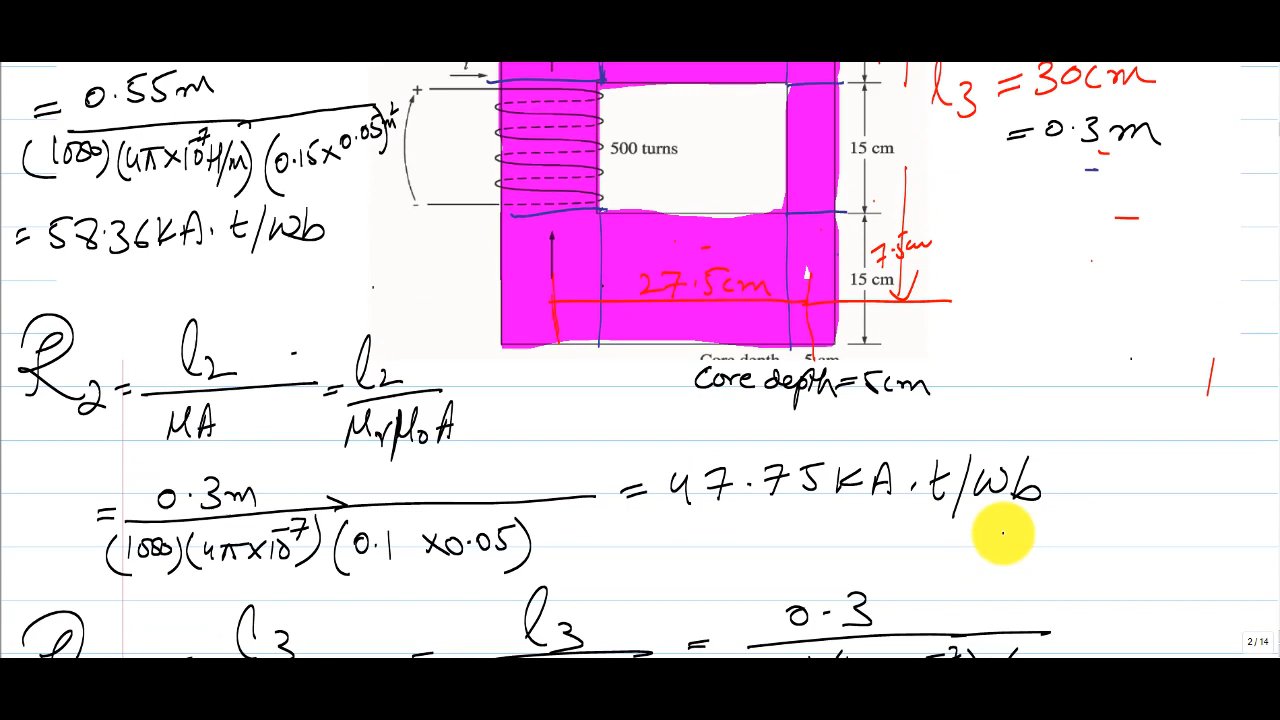 = 0.55m
(1000)(4π×10⁻⁷H/m)(0.15×0.05)m²
= 58.36KA.t/Wb
i
+
-
500 turns
15 cm
15 cm
27.5cm
7.5cm
l3 = 30cm
= 0.3m
Core depth = 5cm
R2 = l2/μA = l2/μrμ0A
= 0.3m
(1000)(4π×10⁻⁷)(0.1 ×0.05)
= 47.75KA.t/Wb
l3
= l3
= 0.3
2 / 14